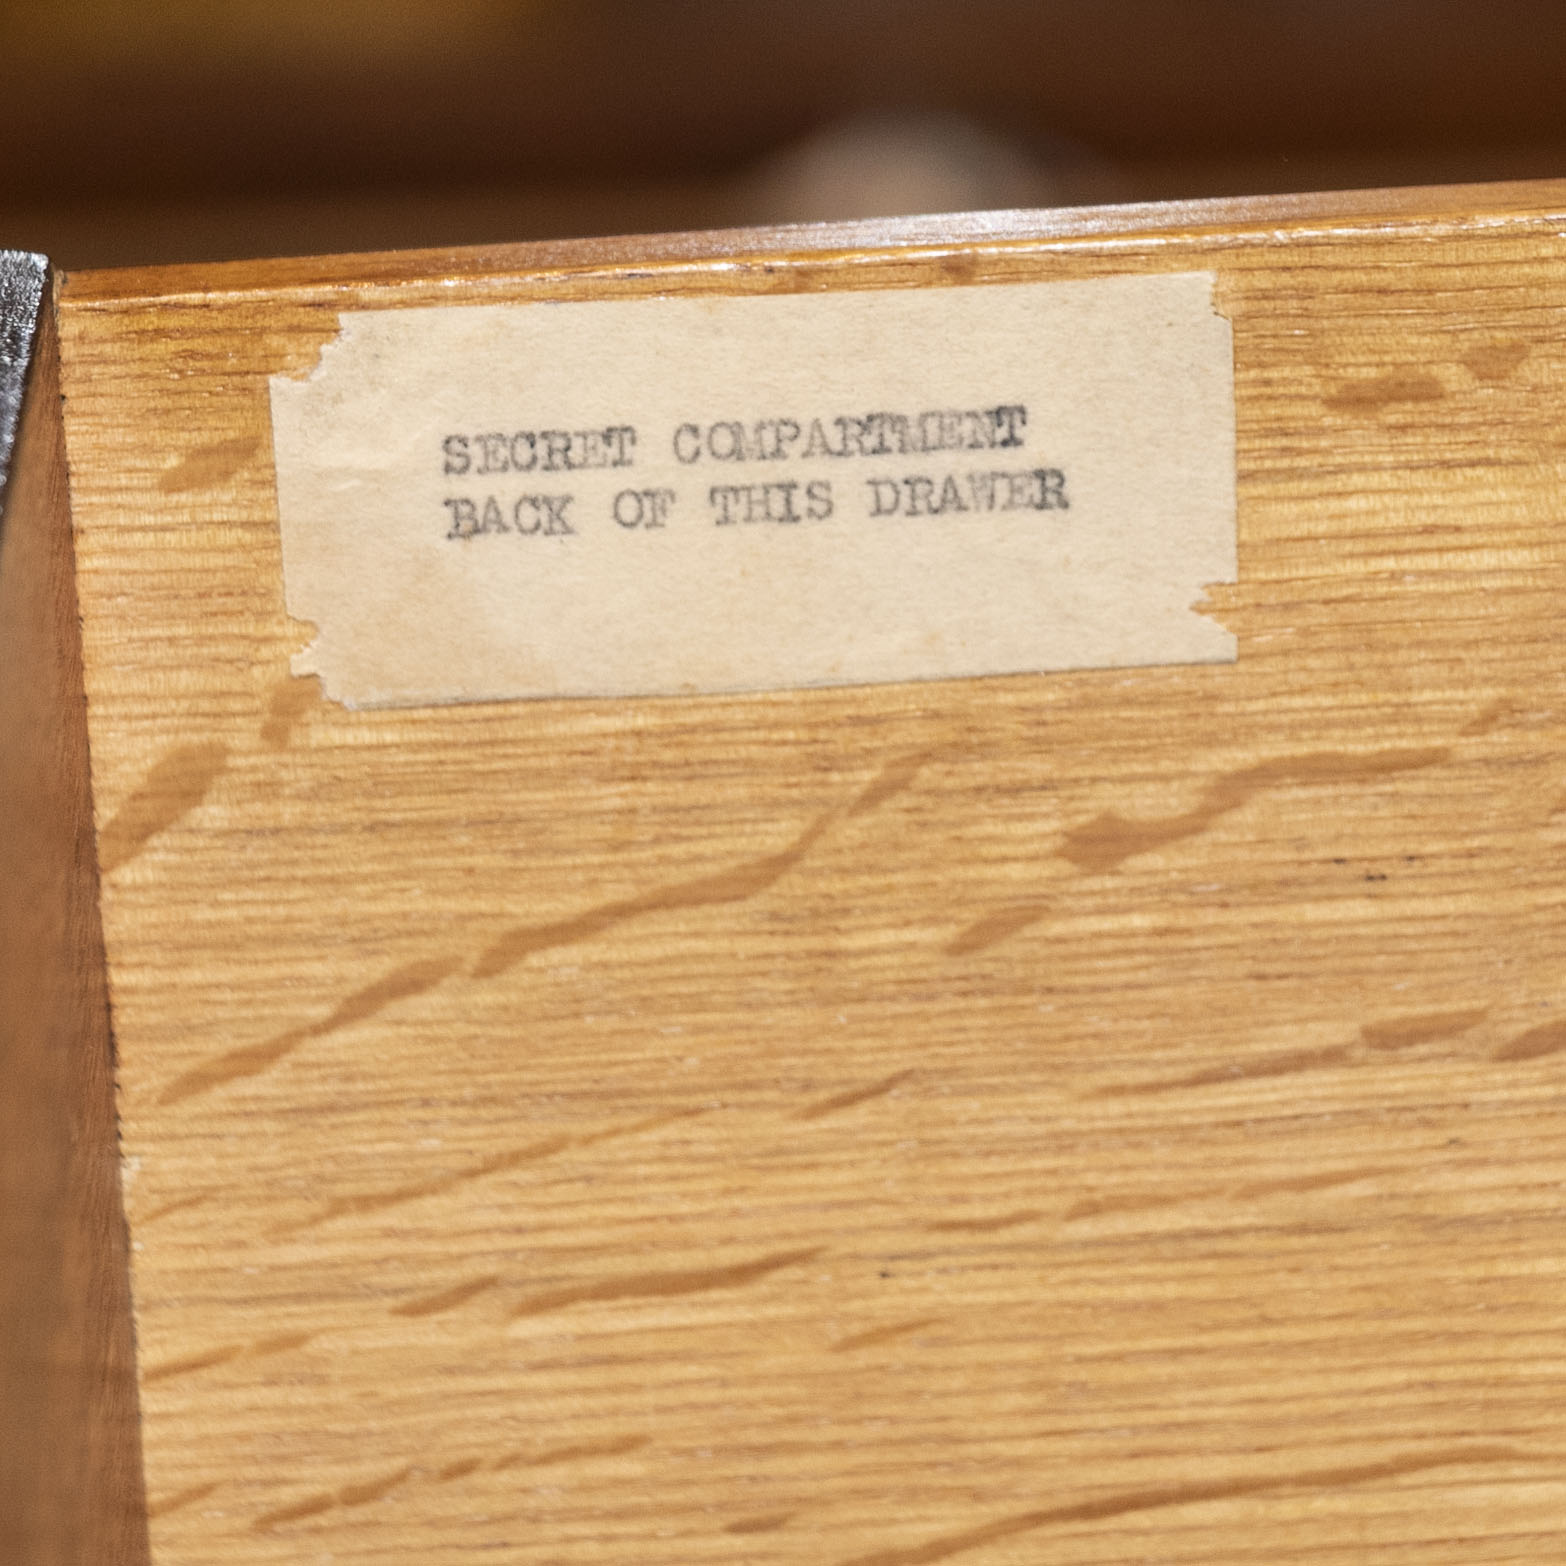 SECRET COMPARTMENT
BACK OF THIS DRAWER